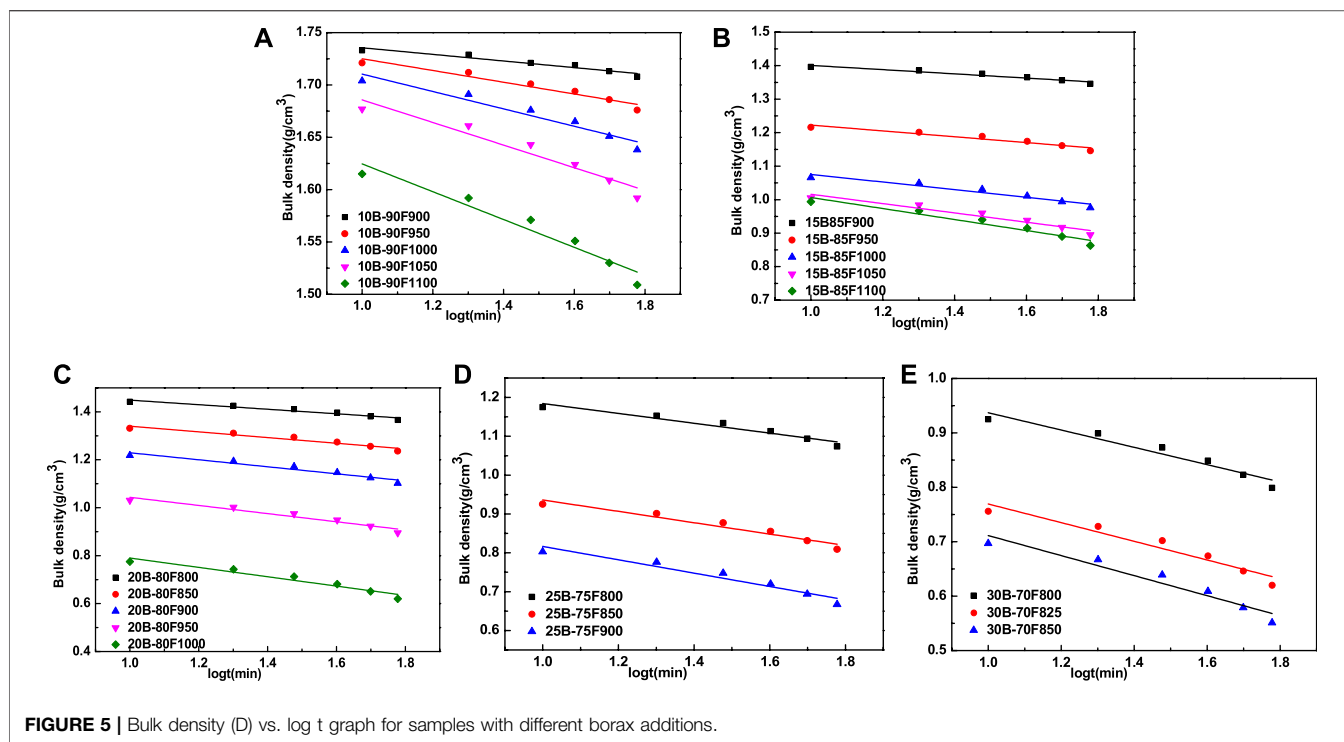 A
Bulk density(g/cm³)
1.75
1.70
1.65
1.60
1.55
1.50
10B-90F900
10B-90F950
10B-90F1000
10B-90F1050
10B-90F1100
1.0 1.2 1.4 1.6 1.8
logt(min)
B
Bulk density(g/cm³)
1.5
1.4
1.3
1.2
1.1
1.0
0.9
0.8
0.7
15B85F900
15B-85F950
15B-85F1000
15B-85F1050
15B-85F1100
1.0 1.1 1.2 1.3 1.4 1.5 1.6 1.7 1.8
logt(min)
C
Bulk density(g/cm³)
1.4
1.2
1.0
0.8
0.6
0.4
20B-80F800
20B-80F850
20B-80F900
20B-80F950
20B-80F1000
1.0 1.2 1.4 1.6 1.8
logt(min)
D
Bulk density(g/cm³)
1.2
1.1
1.0
0.9
0.8
0.7
0.6
25B-75F800
25B-75F850
25B-75F900
1.0 1.2 1.4 1.6 1.8
logt(min)
E
Bulk density(g/cm³)
1.0
0.9
0.8
0.7
0.6
0.5
30B-70F800
30B-70F825
30B-70F850
1.0 1.2 1.4 1.6 1.8
logt(min)
FIGURE 5 | Bulk density (D) vs. log t graph for samples with different borax additions.